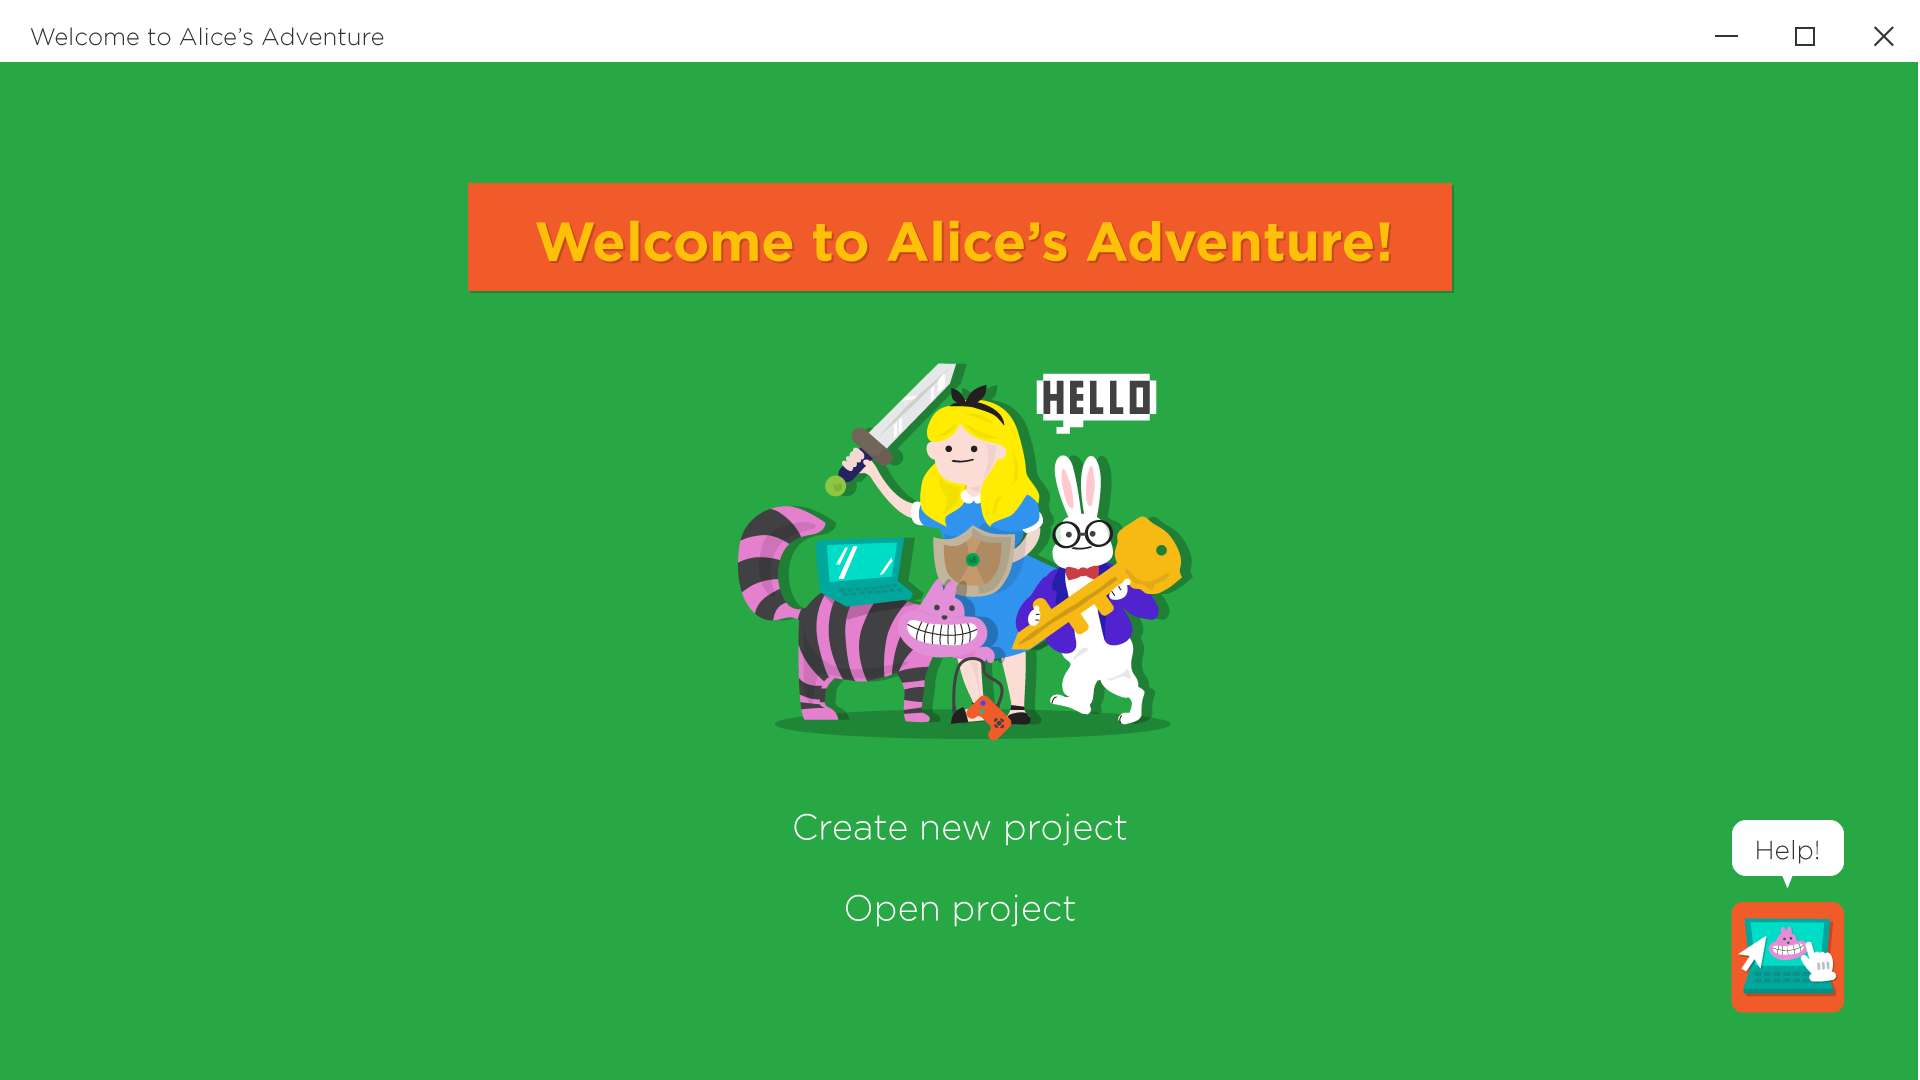 Welcome to Alice’s Adventure
Welcome to Alice’s Adventure!
HELLO
Create new project
Open project
Help!